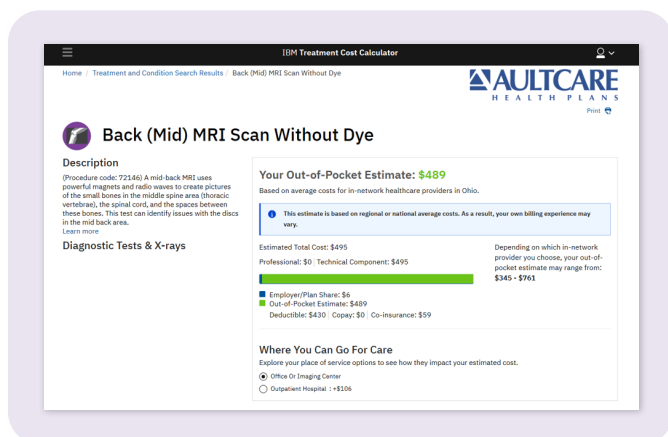 IBM Treatment Cost Calculator
Home / Treatment and Condition Search Results / Back (Mid) MRI Scan Without Dye
AULTCARE
HEALTH PLANS
Print
Back (Mid) MRI Scan Without Dye
Description
(Procedure code: 72146) A mid-back MRI uses
powerful magnets and radio waves to create pictures
of the small bones in the middle spine area (thoracic
vertebrae), the spinal cord, and the spaces between
these bones. This test can identify issues with the discs
in the mid back area.
Learn more
Diagnostic Tests & X-rays
Your Out-of-Pocket Estimate: $489
Based on average costs for in-network healthcare providers in Ohio.
This estimate is based on regional or national average costs. As a result, your own billing experience may
vary.
Estimated Total Cost: $495
Professional: $0 | Technical Component: $495
Employer/Plan Share: $6
Out-of-Pocket Estimate: $489
Deductible: $430 | Copay: $0 | Co-insurance: $59
Depending on which in-network
provider you choose, your out-of-
pocket estimate may range from:
$345 - $761
Where You Can Go For Care
Explore your place of service options to see how they impact your estimated cost.
Office Or Imaging Center
Outpatient Hospital : +$106